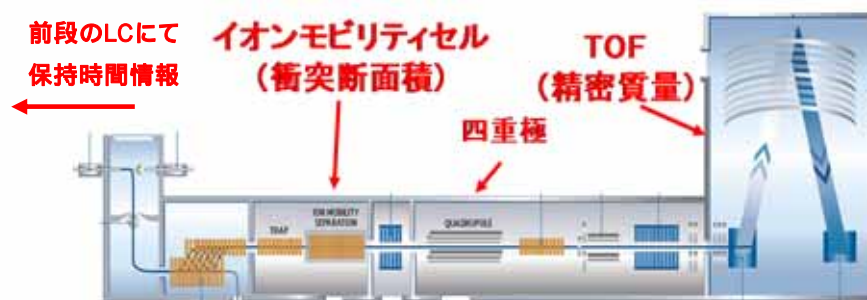 前段のLCにて
保持時間情報
イオンモビリティセル
(衝突断面積)
TOF
(精密質量)
四重極
TRAP
ION MOBILITY
SEPARATION
QUADRUPOLE